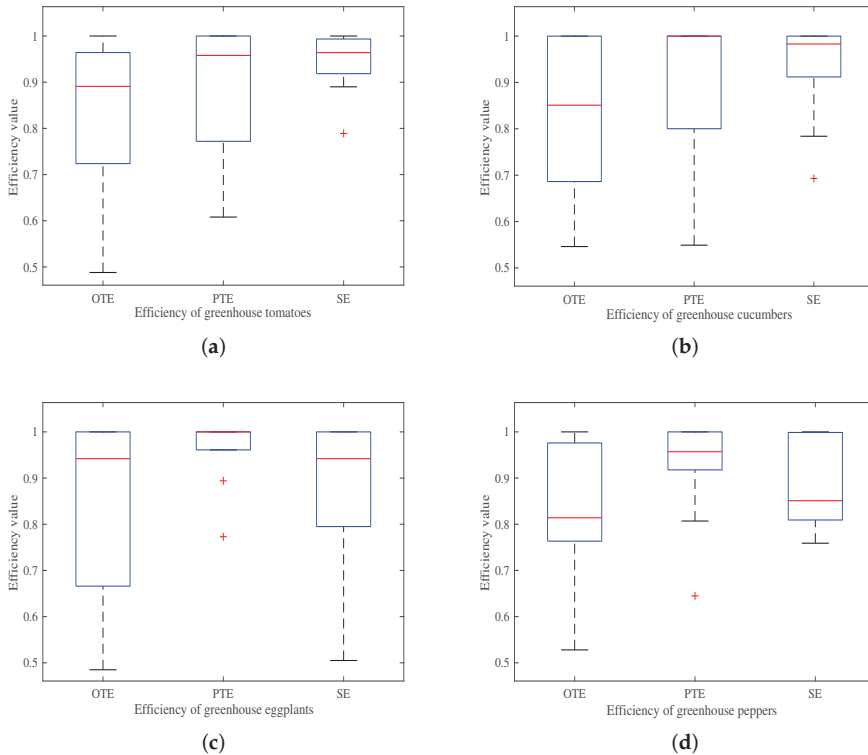 Efficiency value
1
0.9
0.8
0.7
0.6
0.5
OTE PTE SE
Efficiency of greenhouse tomatoes
(a)
Efficiency value
1
0.9
0.8
0.7
0.6
0.5
OTE PTE SE
Efficiency of greenhouse cucumbers
(b)
Efficiency value
1
0.9
0.8
0.7
0.6
0.5
OTE PTE SE
Efficiency of greenhouse eggplants
(c)
Efficiency value
1
0.9
0.8
0.7
0.6
0.5
OTE PTE SE
Efficiency of greenhouse peppers
(d)